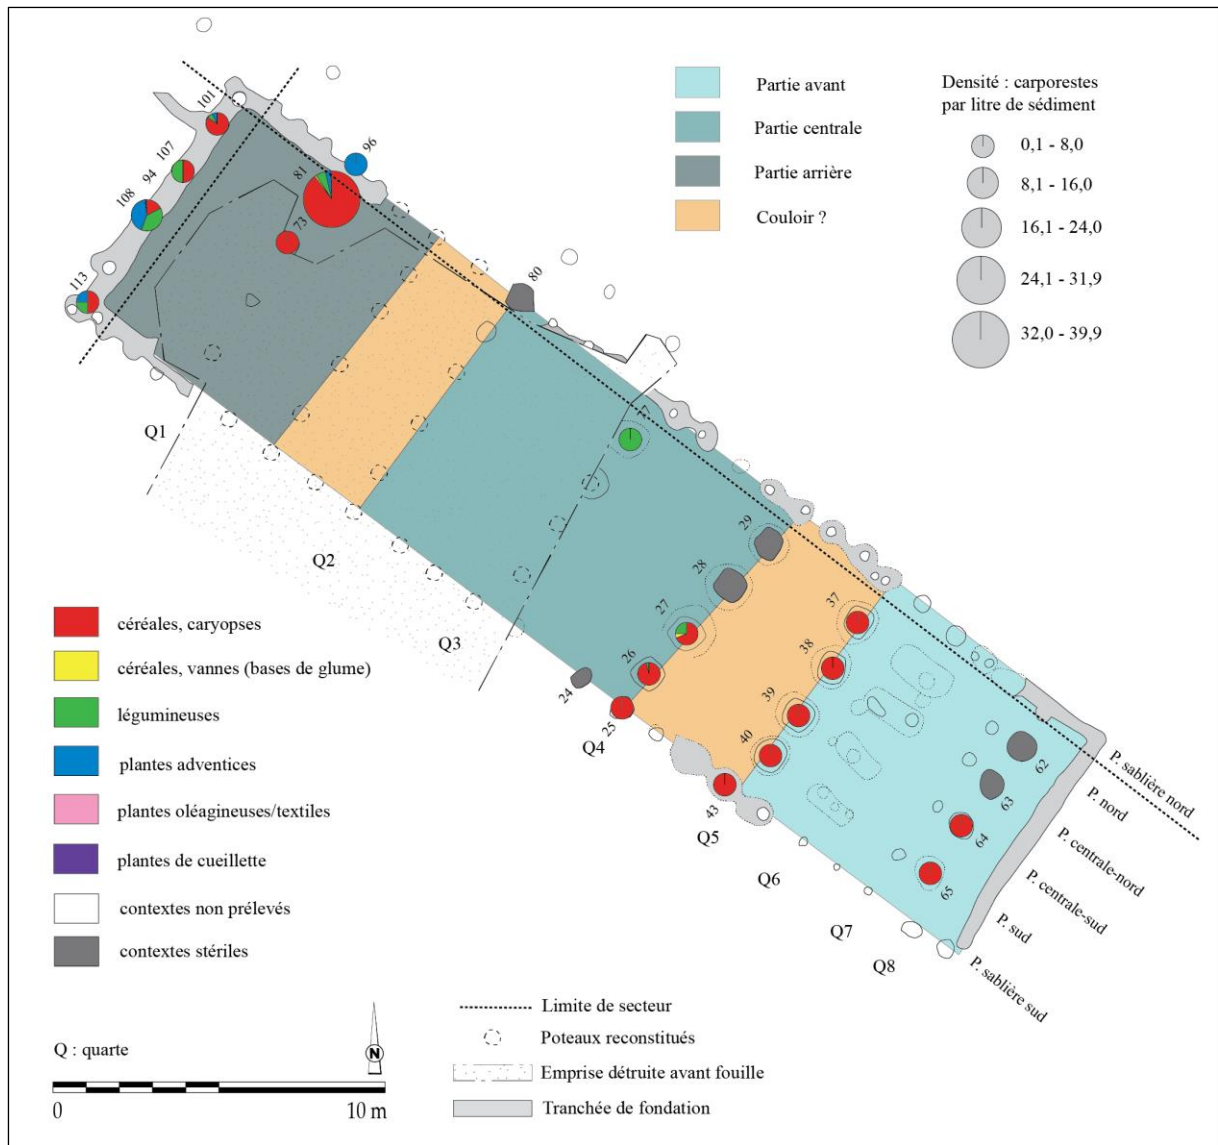 Partie avant
Partie centrale
Partie arrière
Couloir ?
Densité : carporestes
par litre de sédiment
0,1 - 8,0
8,1 - 16,0
16,1 - 24,0
24,1 - 31,9
32,0 - 39,9
101
107
94
108
113
81
96
73
80
77
29
28
27
26
25
24
37
38
39
40
43
62
63
64
65
Q1
Q2
Q3
Q4
Q5
Q6
Q7
Q8
P. sablière nord
P. nord
P. centrale-nord
P. centrale-sud
P. sud
P. sablière sud
céréales, caryopses
céréales, vannes (bases de glume)
légumineuses
plantes adventices
plantes oléagineuses/textiles
plantes de cueillette
contextes non prélevés
contextes stériles
Q : quarte
0
10 m
N
Limite de secteur
Poteaux reconstitués
Emprise détruite avant fouille
Tranchée de fondation